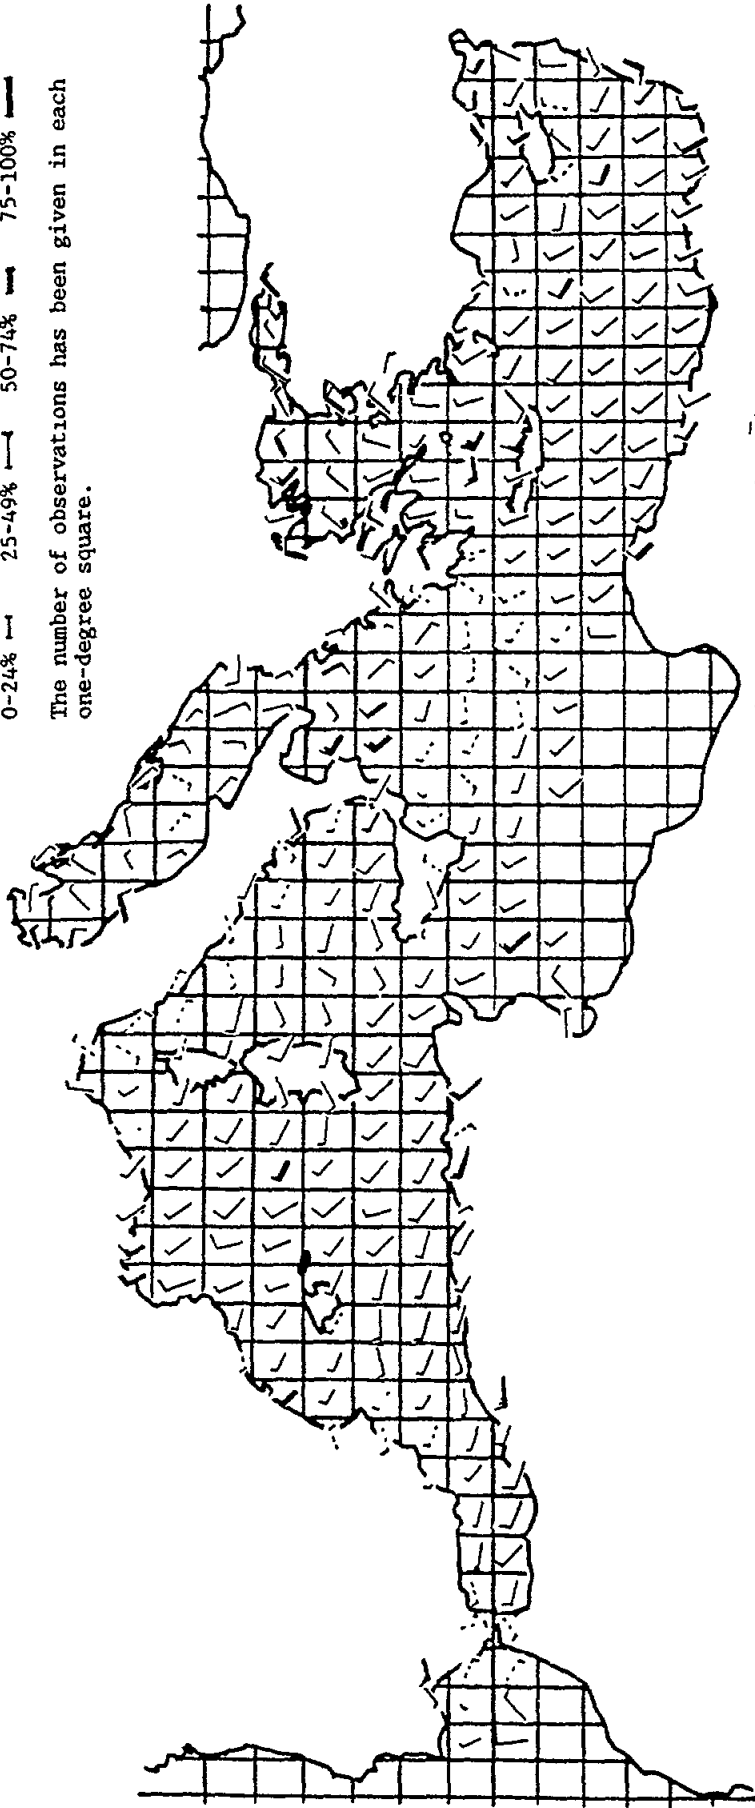 0-24% 25-49% 50-74% 75-100%
The number of observations has been given in each
one-degree square.